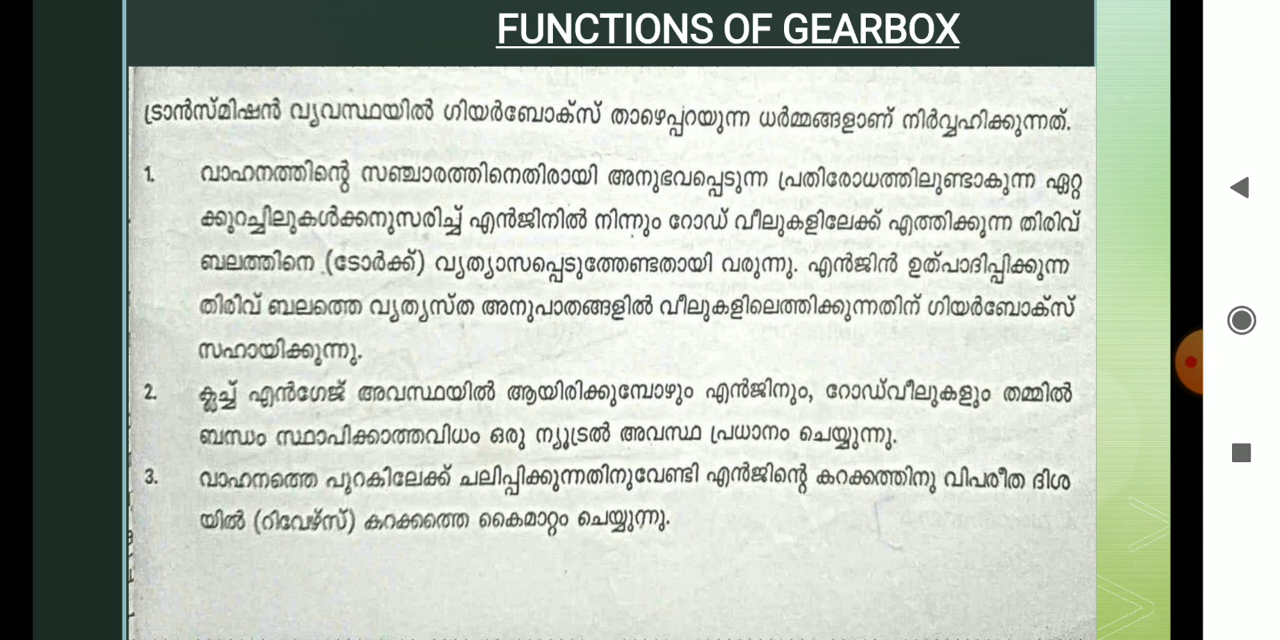 FUNCTIONS OF GEARBOX
ട്രാൻസ്മിഷൻ വ്യവസ്ഥയിൽ ഗിയർബോക്സ് താഴെപ്പറയുന്ന ധർമ്മങ്ങളാണ് നിർവ്വഹിക്കുന്നത്.
1. വാഹനത്തിന്റെ സഞ്ചാരത്തിനെതിരായി അനുഭവപ്പെടുന്ന പ്രതിരോധത്തിലുണ്ടാകുന്ന ഏറ്റ
ക്കുറച്ചിലുകൾക്കനുസരിച്ച് എൻജിനിൽ നിന്നും റോഡ് വീലുകളിലേക്ക് എത്തിക്കുന്ന തിരിവ്
ബലത്തിനെ (ടോർക്ക്) വ്യത്യാസപ്പെടുത്തേണ്ടതായി വരുന്നു. എൻജിൻ ഉത്പാദിപ്പിക്കുന്ന
തിരിവ് ബലത്തെ വ്യത്യസ്ത അനുപാതങ്ങളിൽ വീലുകളിലെത്തിക്കുന്നതിന് ഗിയർബോക്സ്
സഹായിക്കുന്നു.
2. ക്ലച്ച് എൻഗേജ് അവസ്ഥയിൽ ആയിരിക്കുമ്പോഴും എൻജിനും, റോഡ്‌വീലുകളും തമ്മിൽ
ബന്ധം സ്ഥാപിക്കാത്തവിധം ഒരു ന്യൂട്രൽ അവസ്ഥ പ്രധാനം ചെയ്യുന്നു.
3. വാഹനത്തെ പുറകിലേക്ക് ചലിപ്പിക്കുന്നതിനുവേണ്ടി എൻജിന്റെ കറക്കത്തിനു വിപരീത ദിശ
യിൽ (റിവേഴ്സ്) കറക്കത്തെ കൈമാറ്റം ചെയ്യുന്നു.